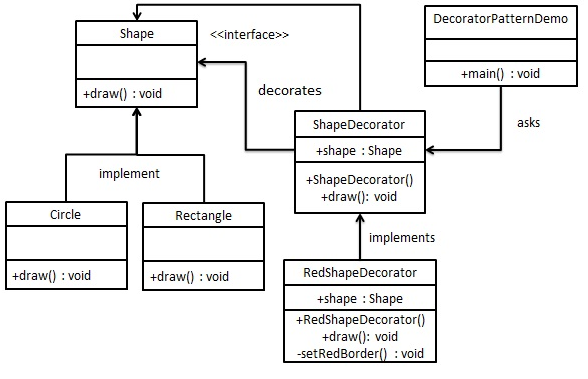 Shape
<<interface>>
+draw() : void
DecoratorPatternDemo
+main() : void
decorates
asks
ShapeDecorator
+shape : Shape
+ShapeDecorator()
+draw(): void
implement
Circle
+draw() : void
Rectangle
+draw() : void
implements
RedShapeDecorator
+shape : Shape
+RedShapeDecorator()
+draw(): void
-setRedBorder() : void